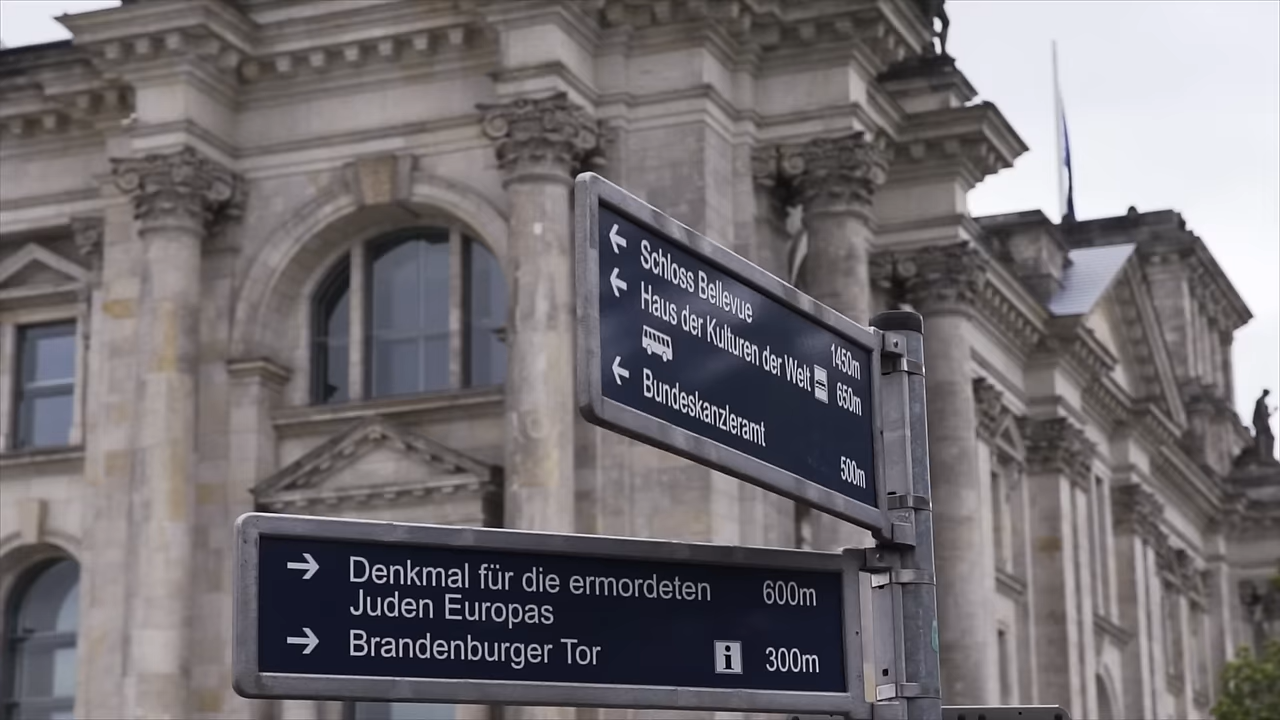 ← Schloss Bellevue 1450m
← Haus der Kulturen der Welt 650m
← Bundeskanzleramt 500m
→ Denkmal für die ermordeten 600m
Juden Europas
→ Brandenburger Tor i 300m